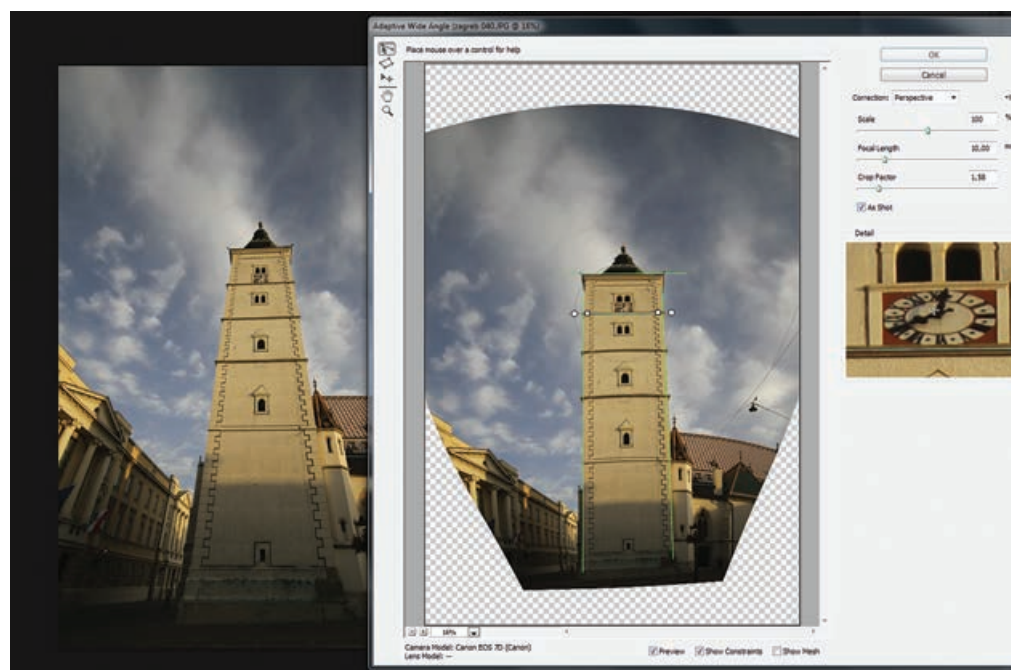 Adaptive Wide Angle (zagreb 040.JPG @ 16%)
Place mouse over a control for help
OK
Cancel
Correction: Perspective
Scale 100 %
Focal Length 10,00
Crop Factor 1,58
As Shot
Detail
16%
Camera Model: Canon EOS 7D (Canon)
Lens Model: --
Preview Show Constraints Show Mesh